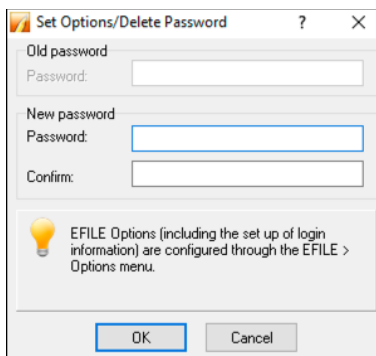 Set Options/Delete Password
?
Old password
Password:
New password
Password:
Confirm:
EFILE Options (including the set up of login
information) are configured through the EFILE >
Options menu.
OK
Cancel